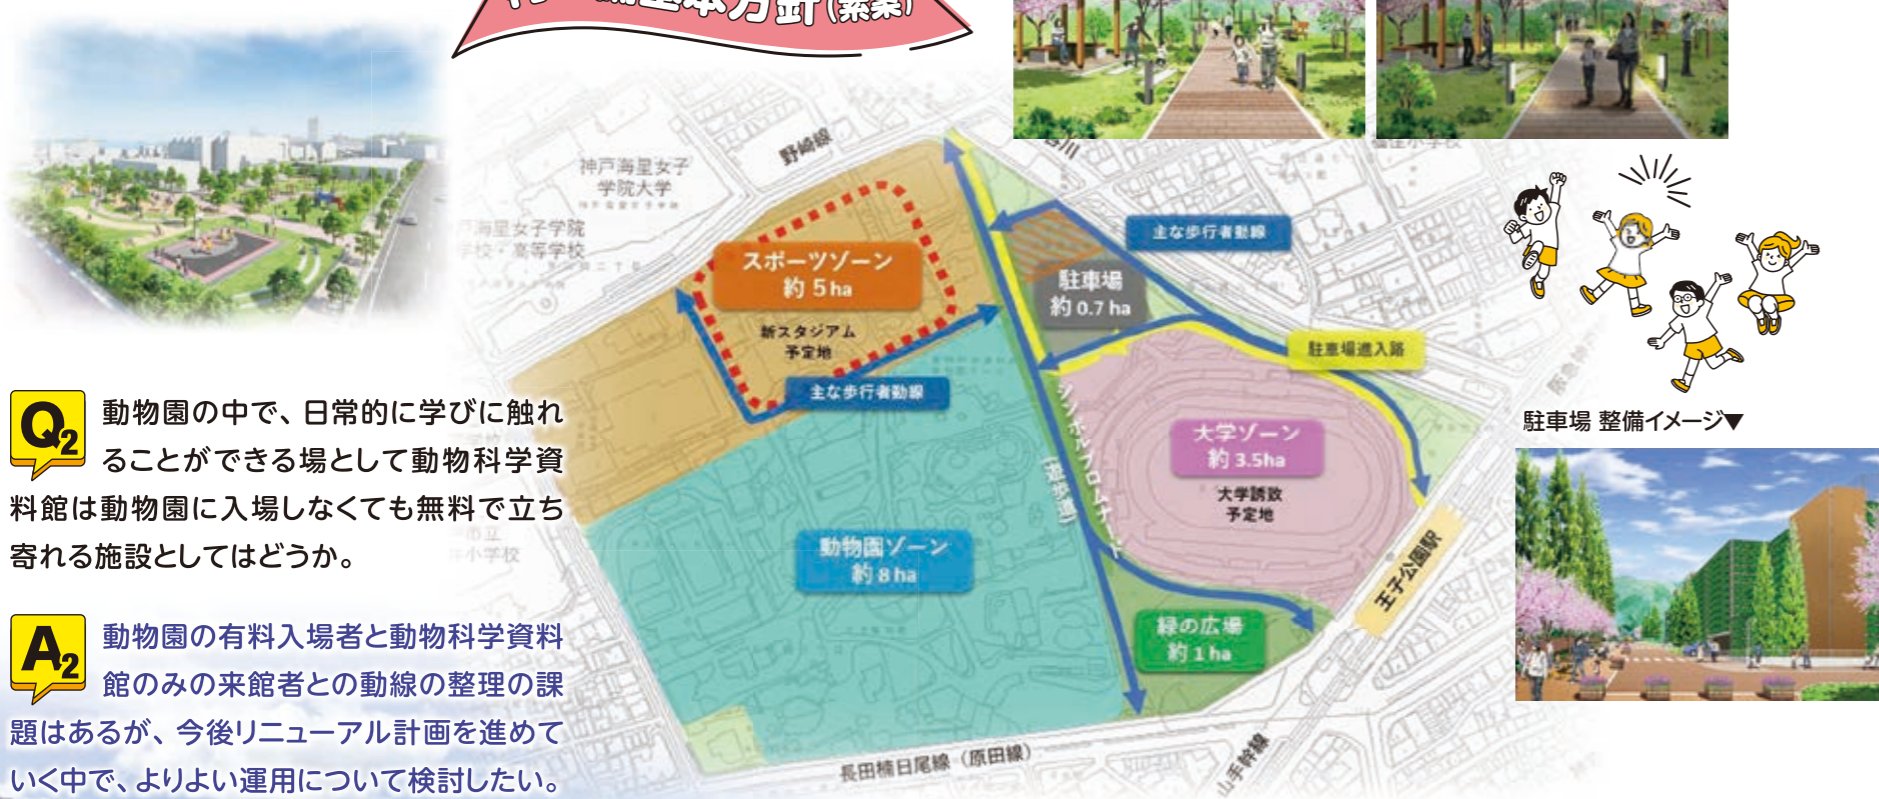 基本方針(素案)
野崎線
神戸海星女子
学院大学
海星女子学院
学校・高等学校
スポーツゾーン
約5ha
新スタジアム
予定地
主な歩行者動線
主な歩行者動線
駐車場
約0.7ha
駐車場進入路
大学ゾーン
約3.5ha
大学誘致
予定地
シンボルプロムナード
(遊歩道)
動物園ゾーン
約8ha
緑の広場
約1ha
王子公園駅
山手幹線
長田楠日尾線(原田線)
市立
小学校
駐車場 整備イメージ▼
Q2 動物園の中で、日常的に学びに触れ
ることができる場として動物科学資
料館は動物園に入場しなくても無料で立ち
寄れる施設としてはどうか。
A2 動物園の有料入場者と動物科学資料
館のみの来館者との動線の整理の課
題はあるが、今後リニューアル計画を進めて
いく中で、よりよい運用について検討したい。